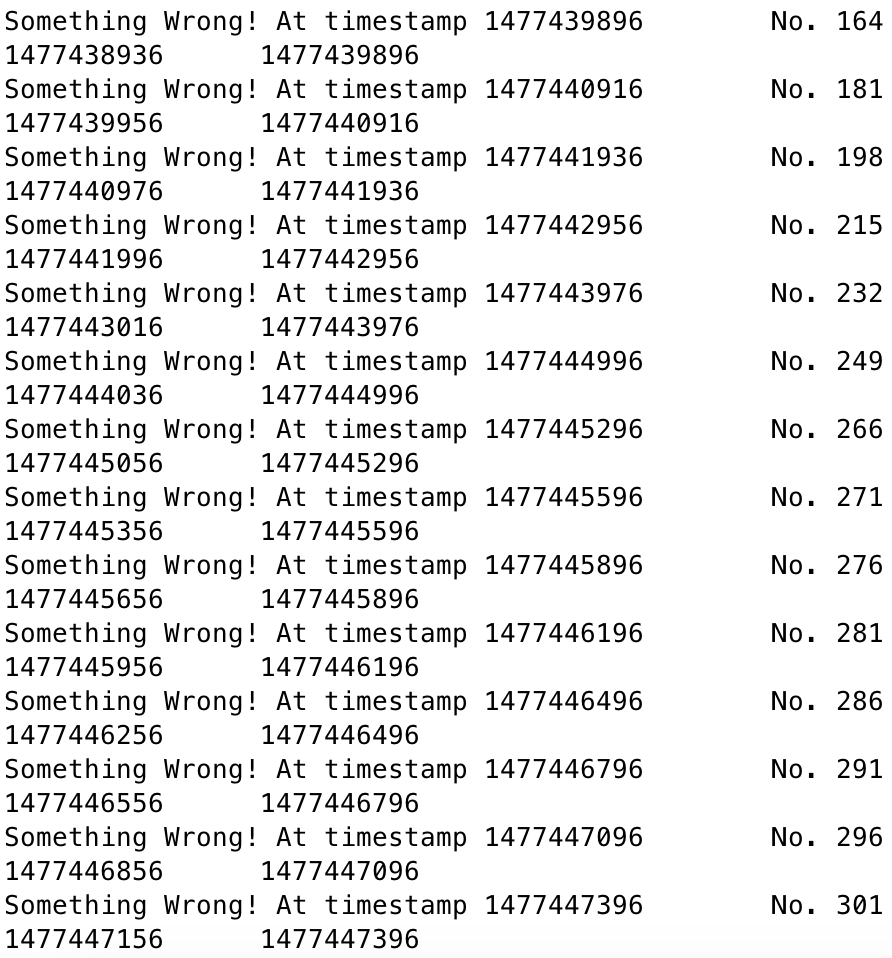 Something Wrong! At timestamp 1477439896 No. 164
1477438936 1477439896
Something Wrong! At timestamp 1477440916 No. 181
1477439956 1477440916
Something Wrong! At timestamp 1477441936 No. 198
1477440976 1477441936
Something Wrong! At timestamp 1477442956 No. 215
1477441996 1477442956
Something Wrong! At timestamp 1477443976 No. 232
1477443016 1477443976
Something Wrong! At timestamp 1477444996 No. 249
1477444036 1477444996
Something Wrong! At timestamp 1477445296 No. 266
1477445056 1477445296
Something Wrong! At timestamp 1477445596 No. 271
1477445356 1477445596
Something Wrong! At timestamp 1477445896 No. 276
1477445656 1477445896
Something Wrong! At timestamp 1477446196 No. 281
1477445956 1477446196
Something Wrong! At timestamp 1477446496 No. 286
1477446256 1477446496
Something Wrong! At timestamp 1477446796 No. 291
1477446556 1477446796
Something Wrong! At timestamp 1477447096 No. 296
1477446856 1477447096
Something Wrong! At timestamp 1477447396 No. 301
1477447156 1477447396